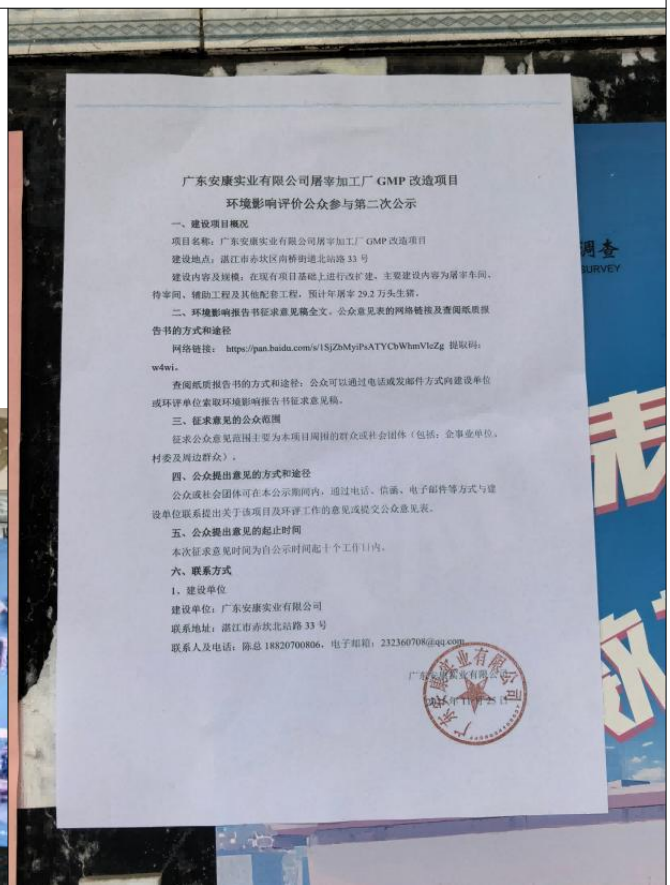 广东安康实业有限公司屠宰加工厂 GMP 改造项目
环境影响评价公众参与第二次公示
一、建设项目概况
项目名称：广东安康实业有限公司屠宰加工厂 GMP 改造项目
建设地点：湛江市赤坎区南桥街道北站路 33 号
建设内容及规模：在现有项目基础上进行改扩建，主要建设内容为屠宰车间、
待宰间、辅助工程及其他配套工程，预计年屠宰 29.2 万头生猪。
二、环境影响报告书征求意见稿全文、公众意见表的网络链接及查阅纸质报
告书的方式和途径
网络链接： https://pan.baidu.com/s/1SjZbMyiPsATYCbWhmVleZg 提取码：
w4wi。
查阅纸质报告书的方式和途径：公众可以通过电话或发邮件方式向建设单位
或环评单位索取环境影响报告书征求意见稿。
三、征求意见的公众范围
征求公众意见范围主要为本项目周围的群众或社会团体（包括：企事业单位、
村委及周边群众）。
四、公众提出意见的方式和途径
公众或社会团体可在本公示期间内，通过电话、信函、电子邮件等方式与建
设单位联系提出关于该项目及环评工作的意见或提交公众意见表。
五、公众提出意见的起止时间
本次征求意见时间为自公示时间起十个工作日内。
六、联系方式
1、建设单位
建设单位：广东安康实业有限公司
联系地址：湛江市赤坎北站路 33 号
联系人及电话：陈总 18820700806，电子邮箱：232360708@qq.com
广东安康实业有限公司
广东安康实业有限公司
调查
SURVEY